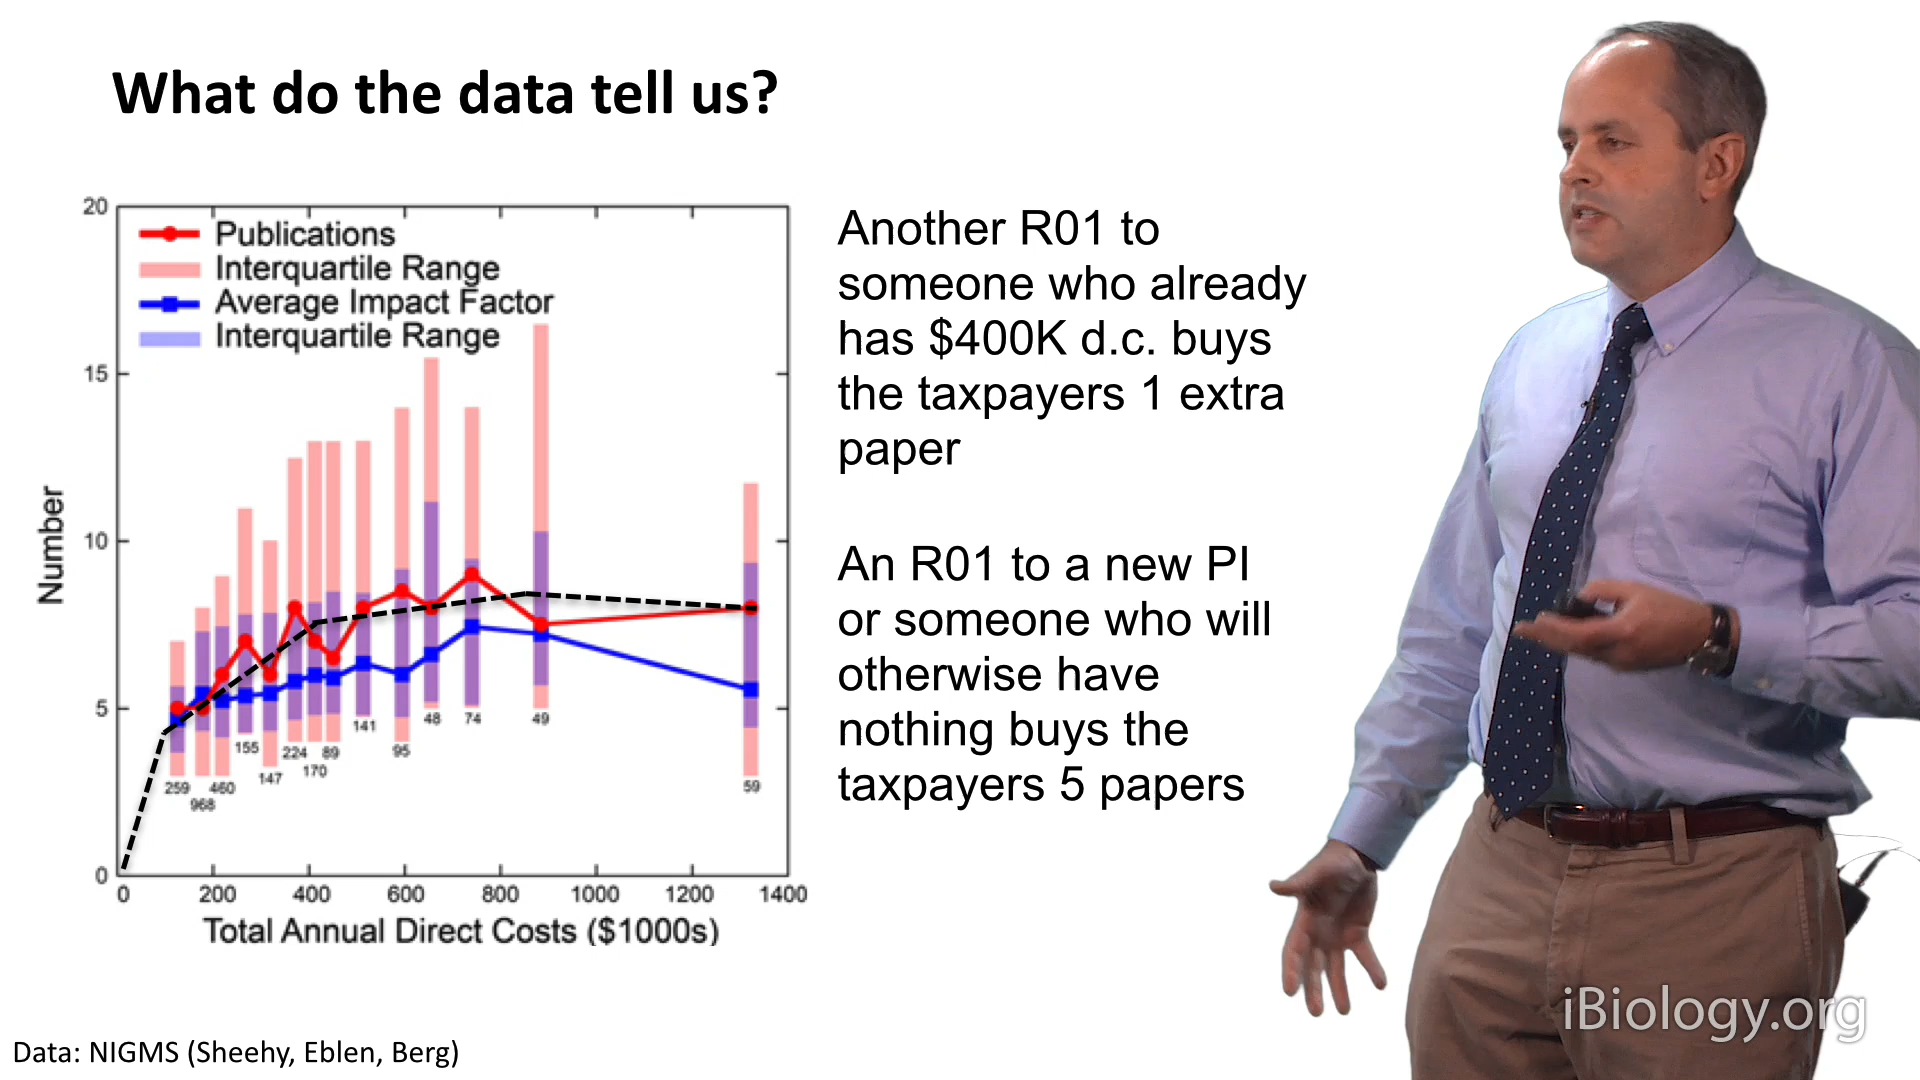 What do the data tell us?
20
15
10
5
0
Number
Publications
Interquartile Range
Average Impact Factor
Interquartile Range
259
968
460
155
147
224
170
89
141
95
48
74
49
59
0 200 400 600 800 1000 1200 1400
Total Annual Direct Costs ($1000s)
Another R01 to
someone who already
has $400K d.c. buys
the taxpayers 1 extra
paper
An R01 to a new PI
or someone who will
otherwise have
nothing buys the
taxpayers 5 papers
Data: NIGMS (Sheehy, Eblen, Berg)
iBiology.org